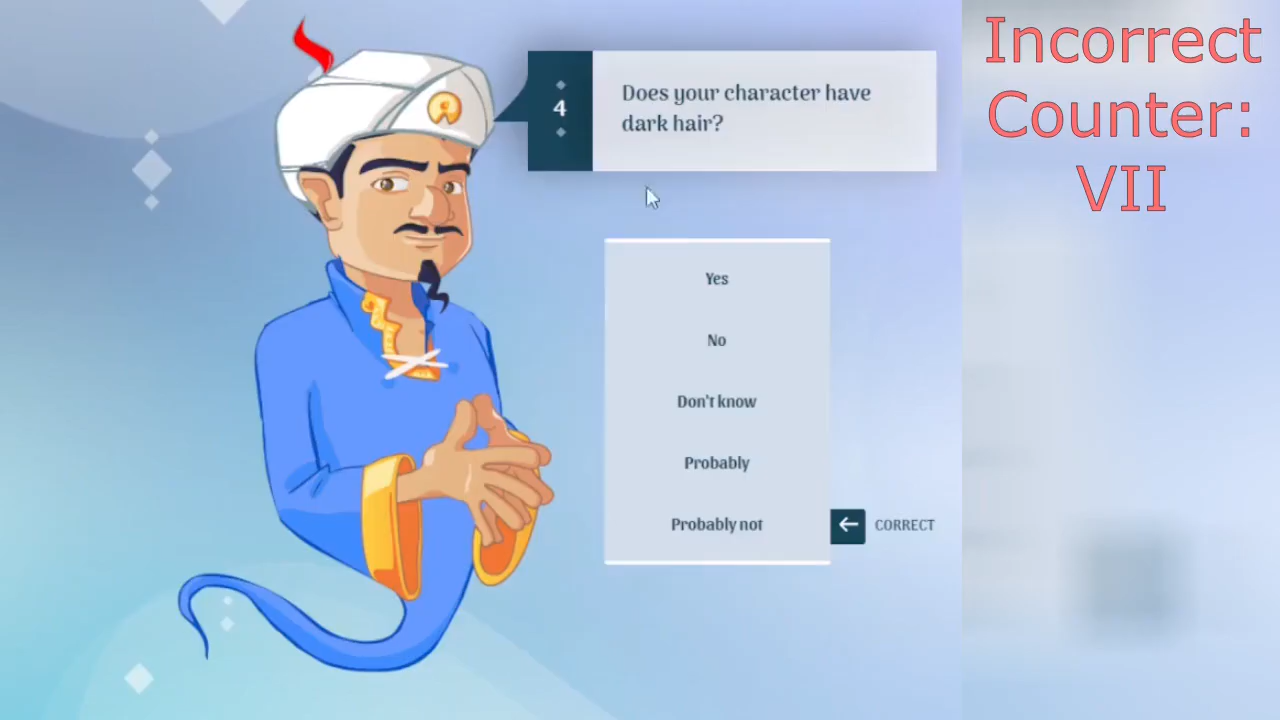 4
Does your character have
dark hair?
Yes
No
Don't know
Probably
Probably not
CORRECT
Incorrect
Counter:
VII